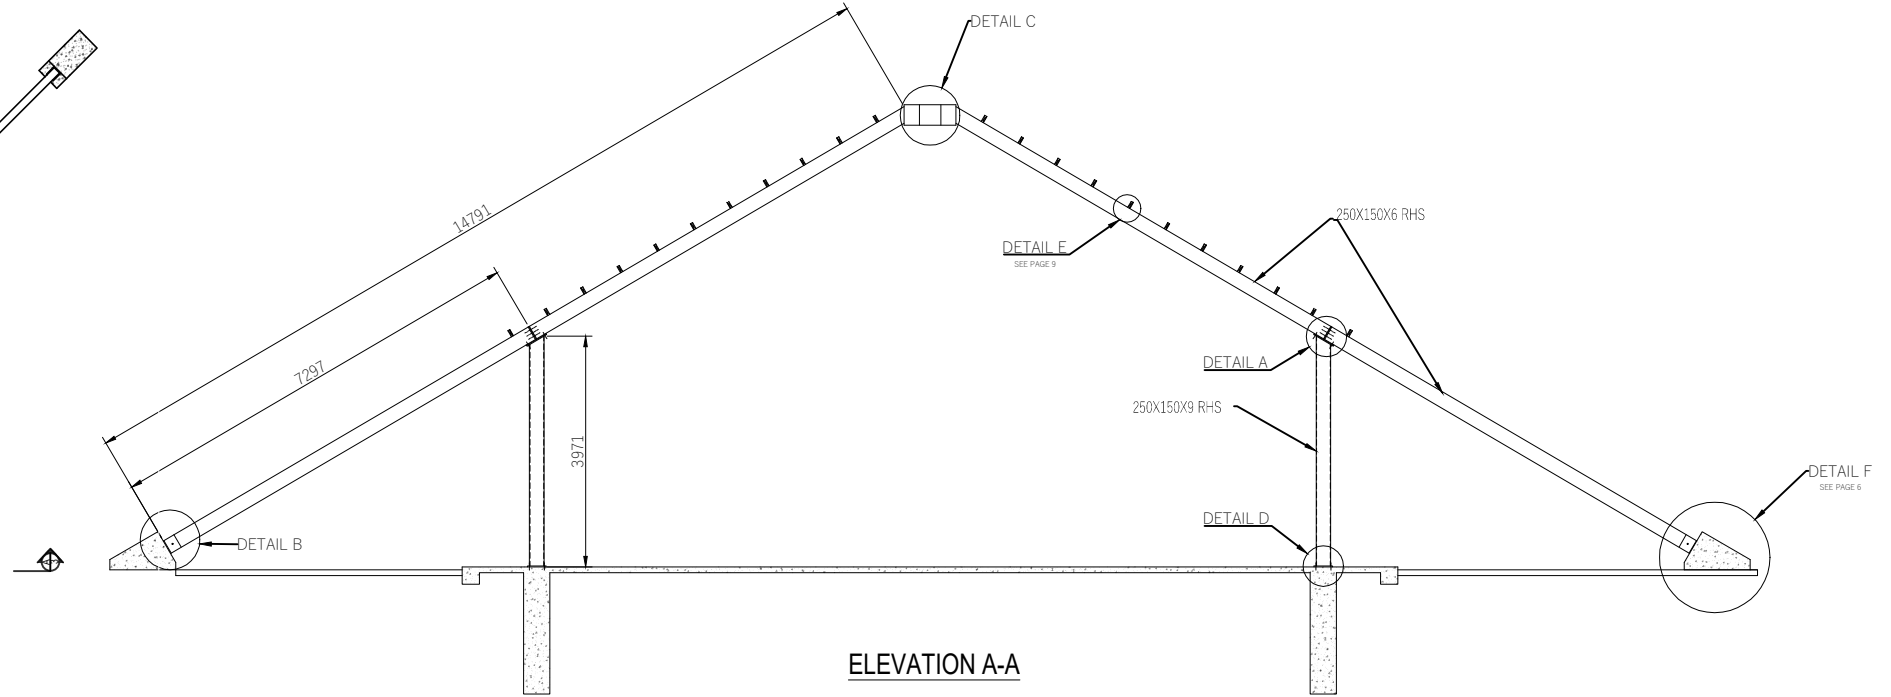 DETAIL C
14791
250X150X6 RHS
DETAIL E
SEE PAGE 9
7297
DETAIL A
250X150X9 RHS
3971
DETAIL F
SEE PAGE 6
DETAIL D
DETAIL B
ELEVATION A-A